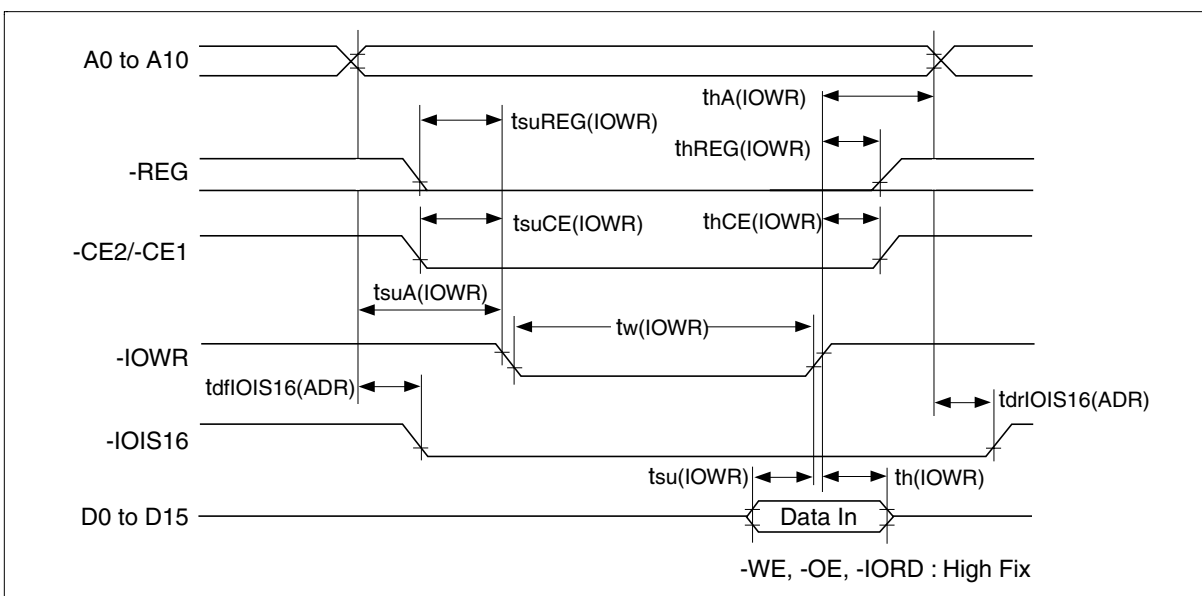 A0 to A10
thA(IOWR)
tsuREG(IOWR)
thREG(IOWR)
-REG
tsuCE(IOWR)
thCE(IOWR)
-CE2/-CE1
tsuA(IOWR)
tw(IOWR)
-IOWR
tdfIOIS16(ADR)
tdrIOIS16(ADR)
-IOIS16
tsu(IOWR)
th(IOWR)
D0 to D15
Data In
-WE, -OE, -IORD : High Fix